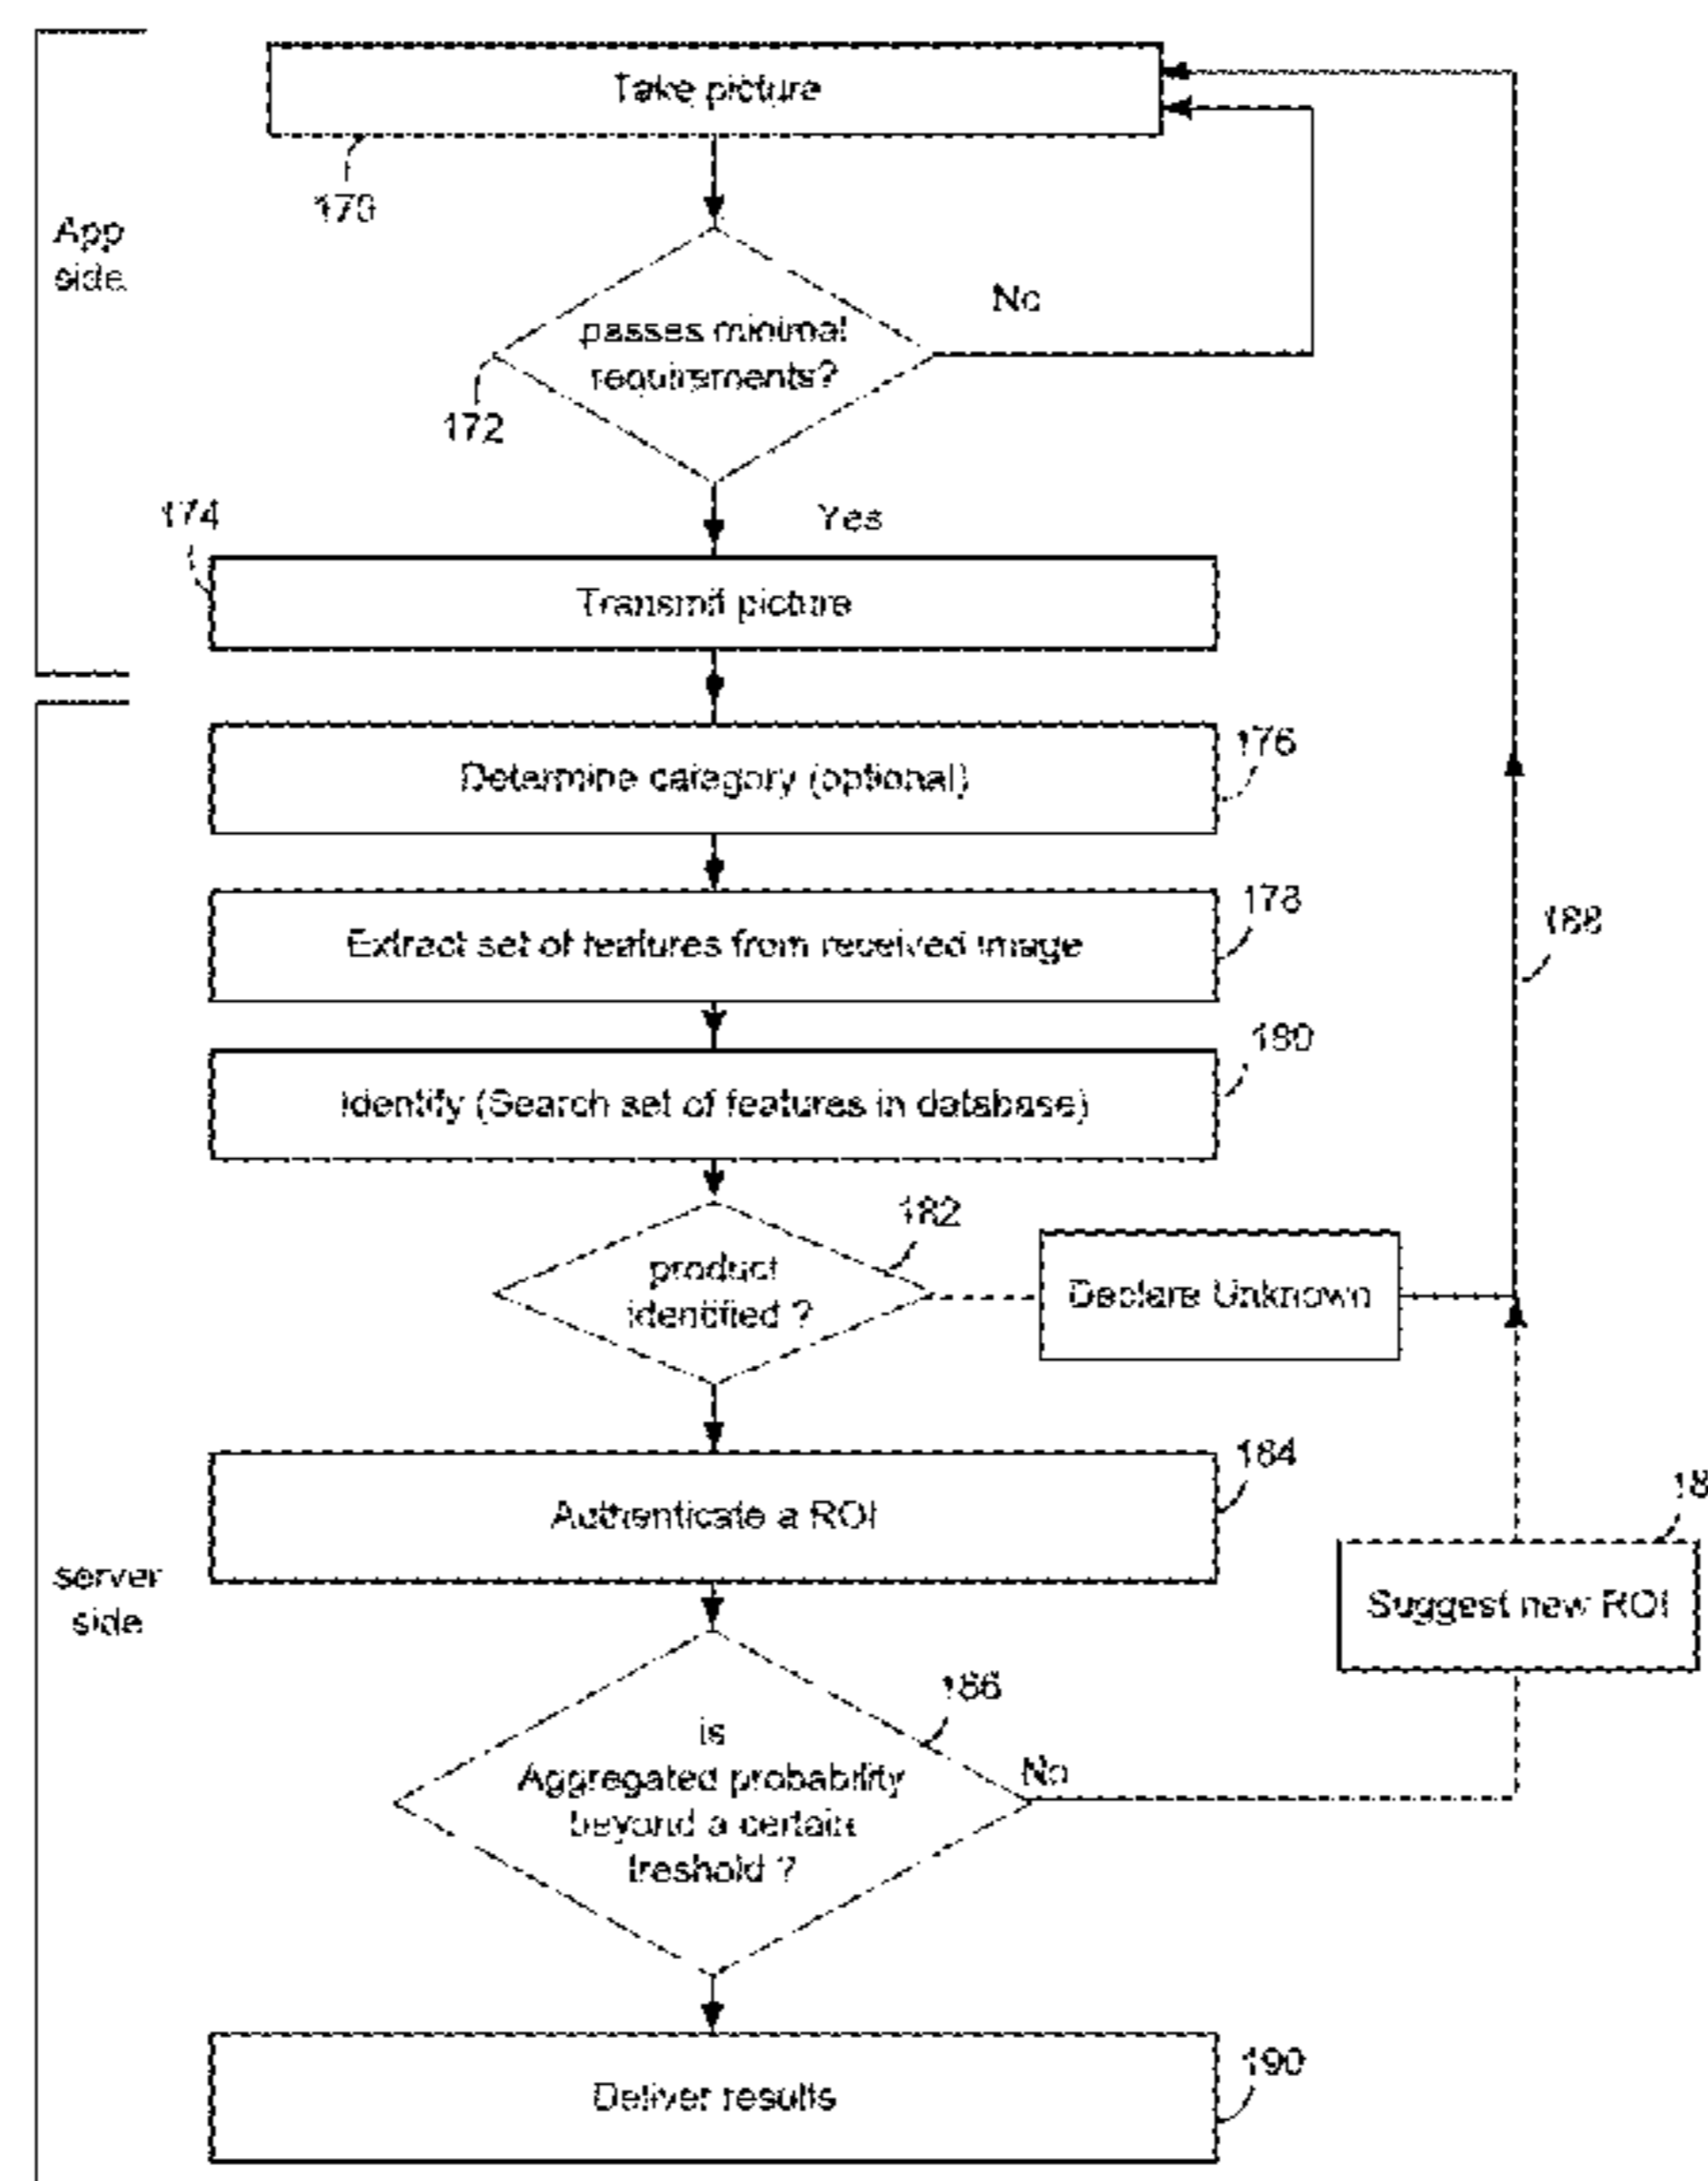 Take picture
170
App
side
passes minimal
requirements?
No
172
Yes
174
Transmit picture
Determine category (optional)
176
Extract set of features from received image
178
188
Identify (Search set of features in database)
180
182
product
identified ?
Declare Unknown
Authenticate a ROI
184
18
Suggest new ROI
server
side
186
is
Aggregated probability
beyond a certain
treshold ?
No
Deliver results
190